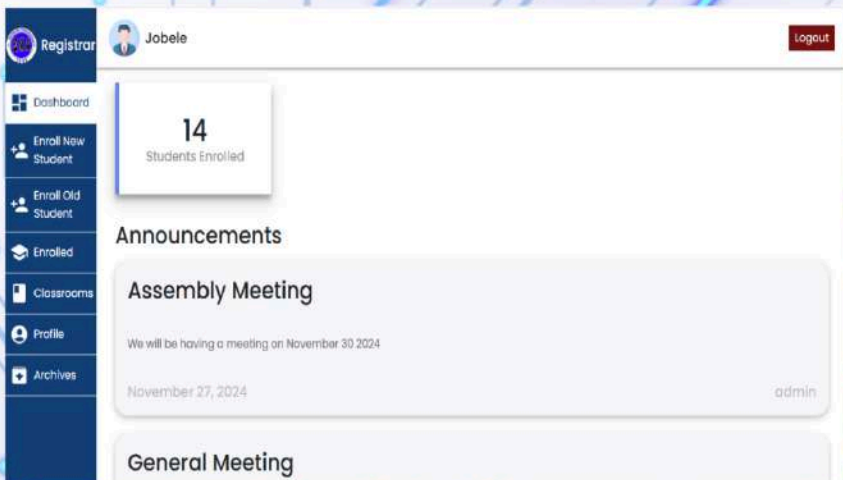 Registrar
Jobele
Logout
Dashboard
Enroll New
Student
Enroll Old
Student
Enrolled
Classrooms
Profile
Archives
14
Students Enrolled
Announcements
Assembly Meeting
We will be having a meeting on November 30 2024
November 27, 2024
admin
General Meeting